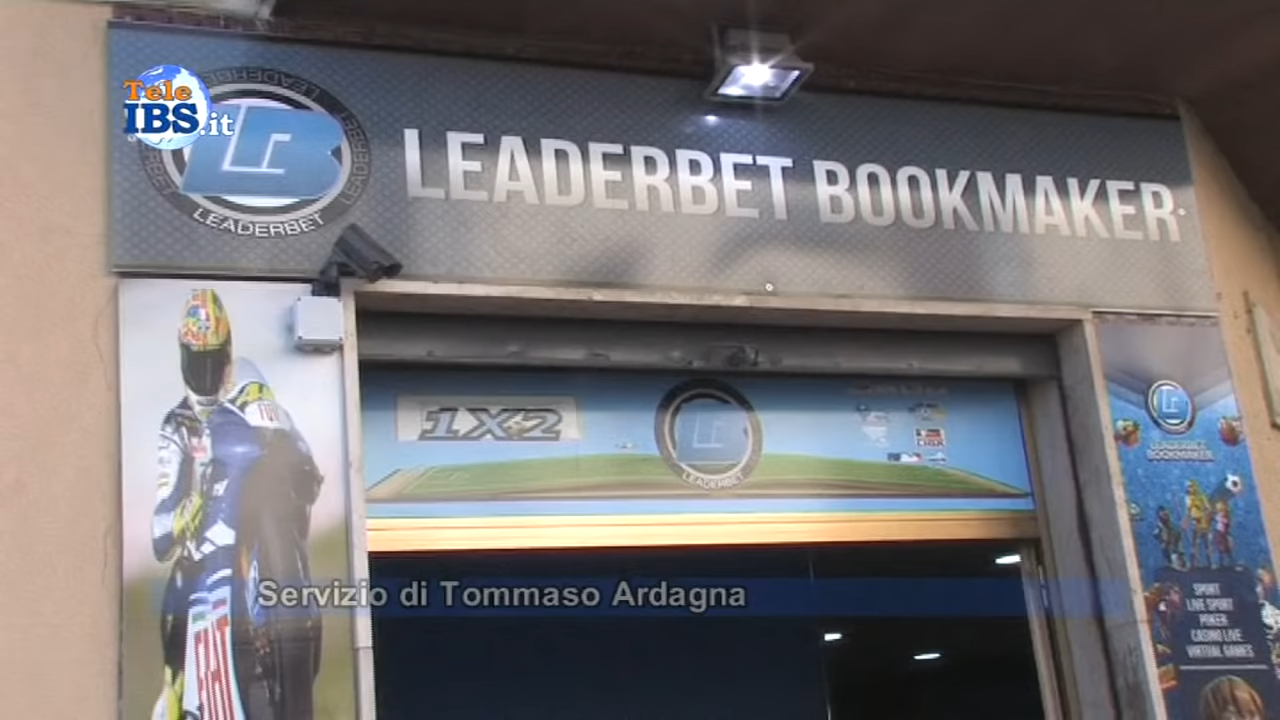 Tele
IBS.it
LEADERBET
LEADERBET BOOKMAKER
1X2
LEADERBET
LEADERBET
BOOKMAKER
FIAT
Servizio di Tommaso Ardagna
SPORT
LIVE SPORT
POKER
CASINO LIVE
VIRTUAL GAMES